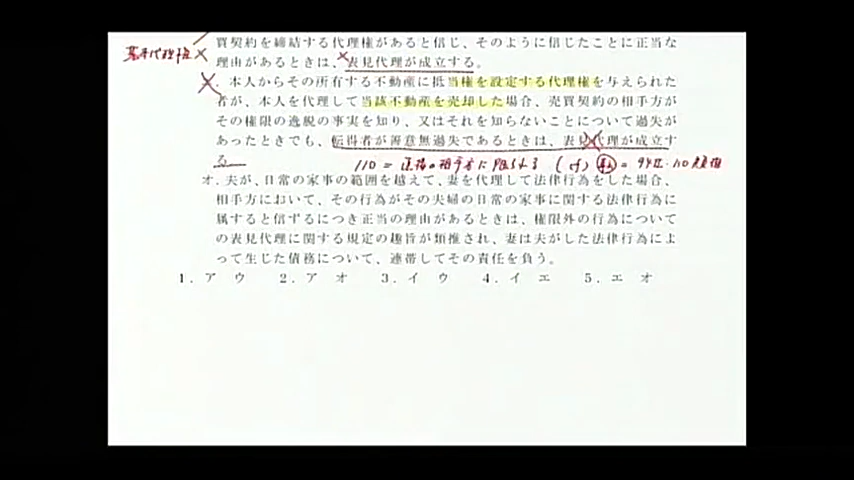 買契約を締結する代理権があると信じ、そのように信じたことに正当な
基本代理権 × 理由があるときは、表見代理が成立する。
本人からその所有する不動産に抵当権を設定する代理権を与えられた
者が、本人を代理して当該不動産を売却した場合、売買契約の相手方が
その権限の逸脱の事実を知り、又はそれを知らないことについて過失が
あったときでも、転得者が善意無過失であるときは、表見代理が成立す
る。
110 = 直接の相手方に限られる
オ. 夫が、日常の家事の範囲を越えて、妻を代理して法律行為をした場合、
相手方において、その行為がその夫婦の日常の家事に関する法律行為に
属すると信ずるにつき正当の理由があるときは、権限外の行為について
の表見代理に関する規定の趣旨が類推され、妻は夫がした法律行為によ
って生じた債務について、連帯してその責任を負う。
1. ア ウ 2. ア オ 3. イ ウ 4. イ エ 5. エ オ